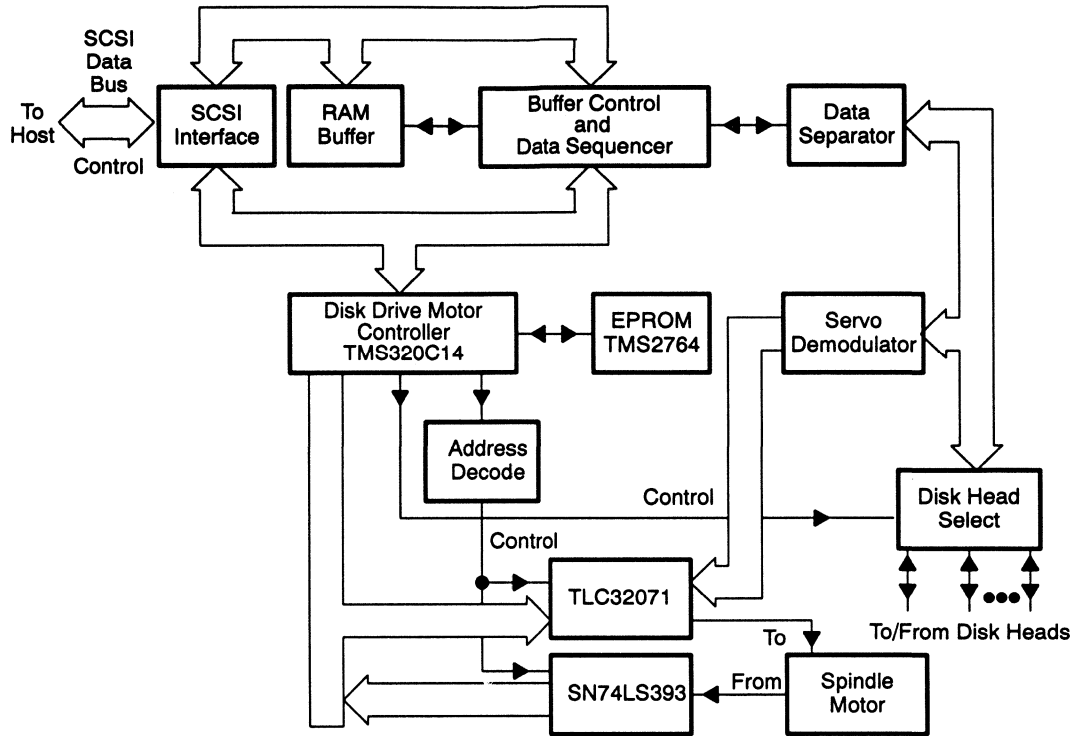 SCSI
Data
Bus
To
Host
Control
SCSI
Interface
RAM
Buffer
Buffer Control
and
Data Sequencer
Data
Separator
Disk Drive Motor
Controller
TMS320C14
EPROM
TMS2764
Servo
Demodulator
Address
Decode
Control
Disk Head
Select
Control
TLC32071
To/From Disk Heads
To
SN74LS393
From
Spindle
Motor